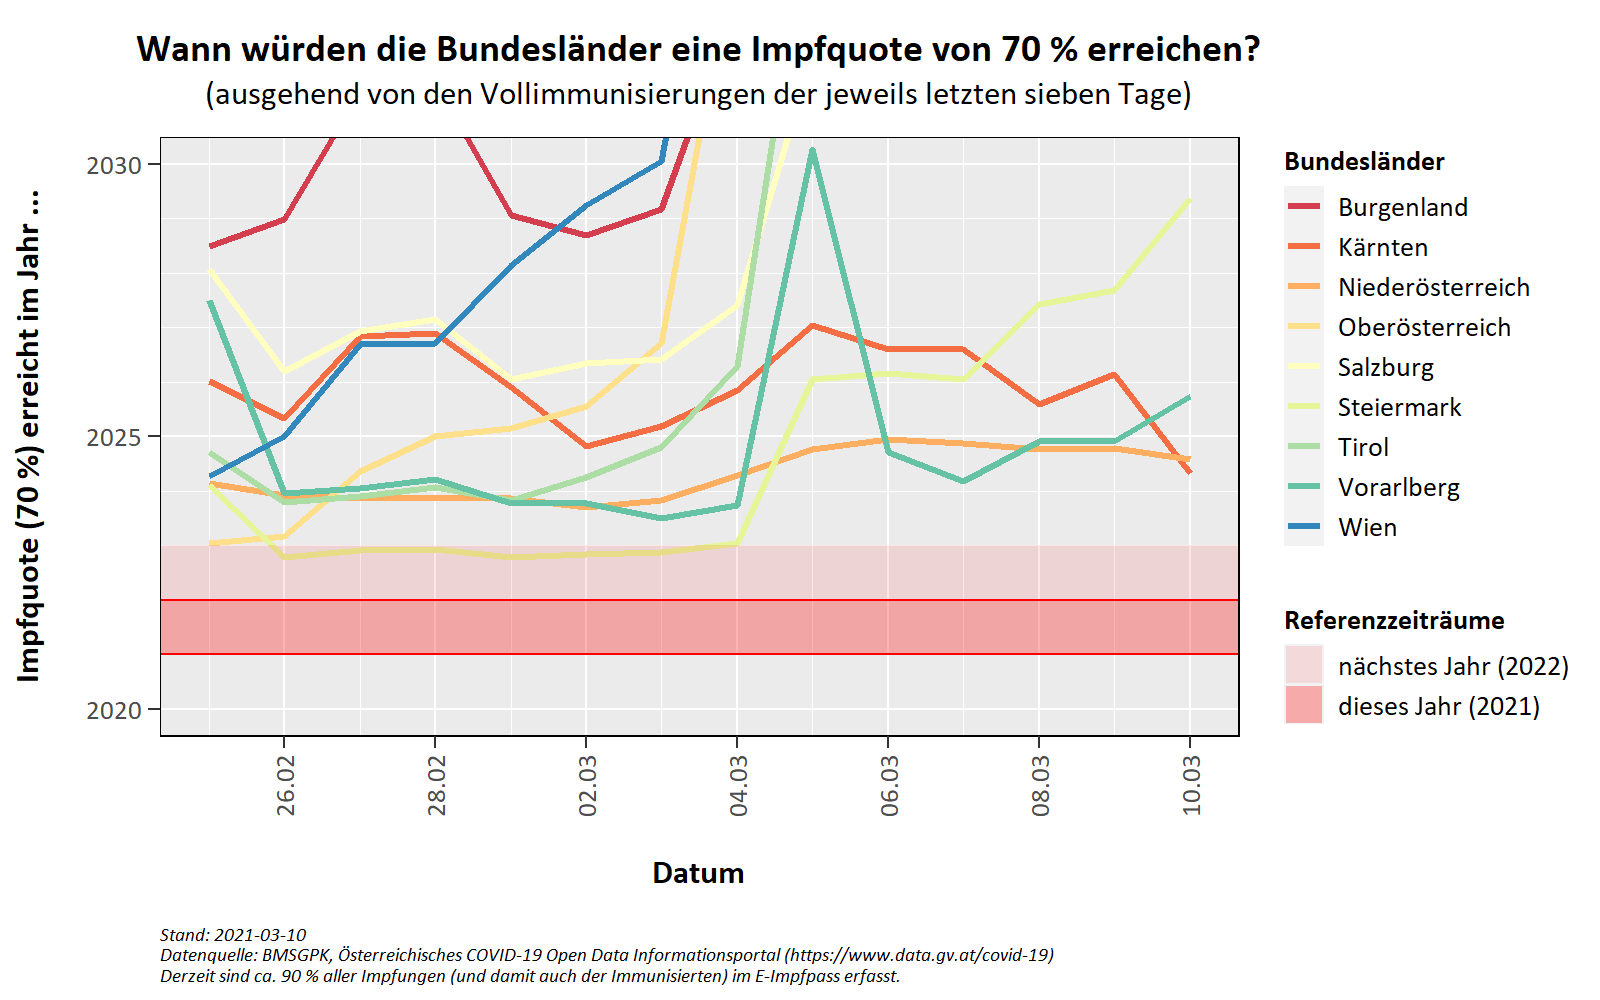 Wann würden die Bundesländer eine Impfquote von 70 % erreichen?
(ausgehend von den Vollimmunisierungen der jeweils letzten sieben Tage)
Impfquote (70 %) erreicht im Jahr ...
2030
2025
2020
26.02
28.02
02.03
04.03
06.03
08.03
10.03
Datum
Bundesländer
Burgenland
Kärnten
Niederösterreich
Oberösterreich
Salzburg
Steiermark
Tirol
Vorarlberg
Wien
Referenzzeiträume
nächstes Jahr (2022)
dieses Jahr (2021)
Stand: 2021-03-10
Datenquelle: BMSGPK, Österreichisches COVID-19 Open Data Informationsportal (https://www.data.gv.at/covid-19)
Derzeit sind ca. 90 % aller Impfungen (und damit auch der Immunisierten) im E-Impfpass erfasst.